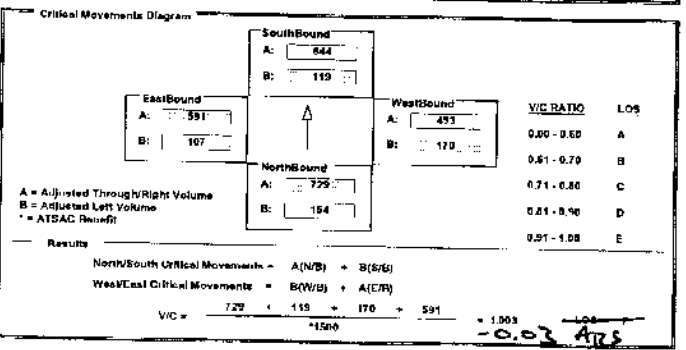 Critical Movements Diagram
SouthBound
A: 644
B: 119
EastBound
A: 591
B: 107
WestBound
A: 493
B: 170
NorthBound
A: 729
B: 154
V/C RATIO LOS
0.00 - 0.60 A
0.61 - 0.70 B
0.71 - 0.80 C
0.81 - 0.90 D
0.91 - 1.00 E
A = Adjusted Through/Right Volume
B = Adjusted Left Volume
* = ATSAC Benefit
Results
North/South Critical Movements = A(N/B) + B(S/B)
West/East Critical Movements = B(W/B) + A(E/B)
V/C = 729 + 119 + 170 + 591 = 1.003 LOS =
*1500
-0.03